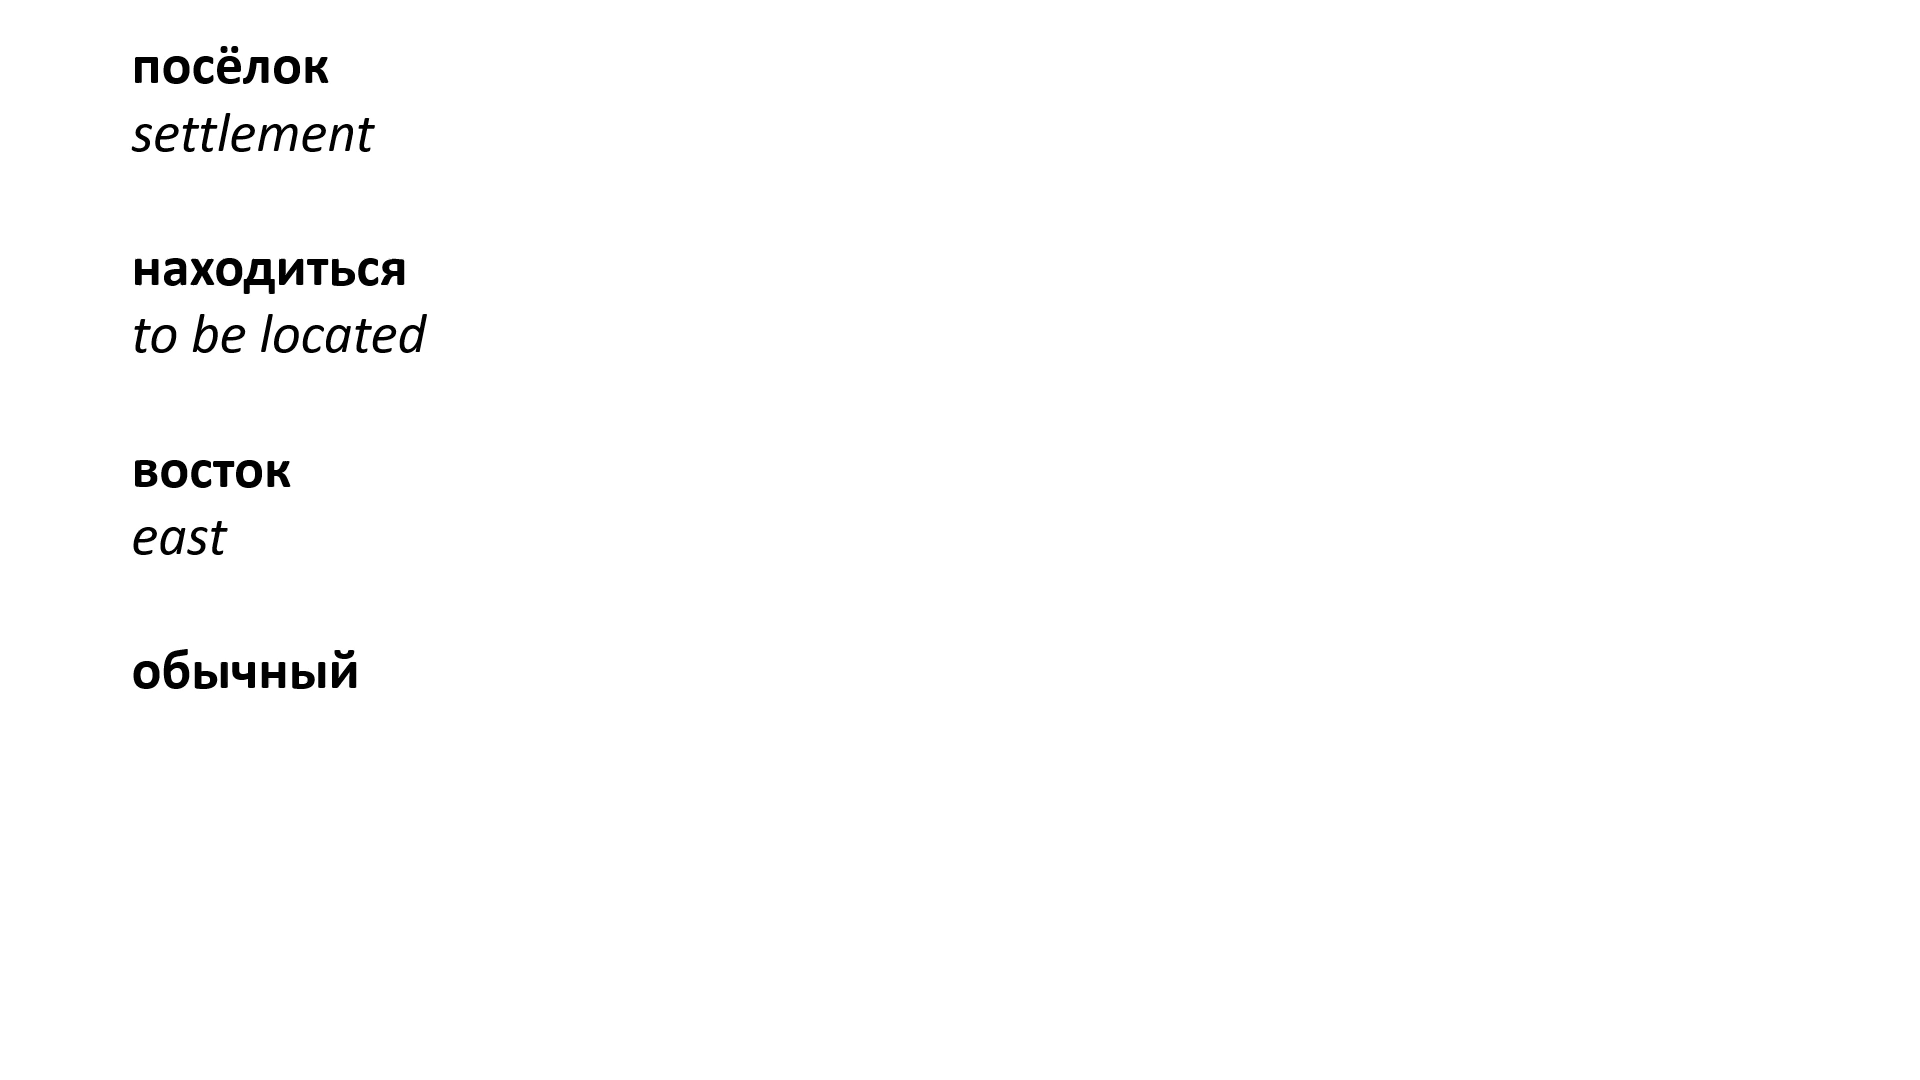 посёлок
settlement
находиться
to be located
восток
east
обычный